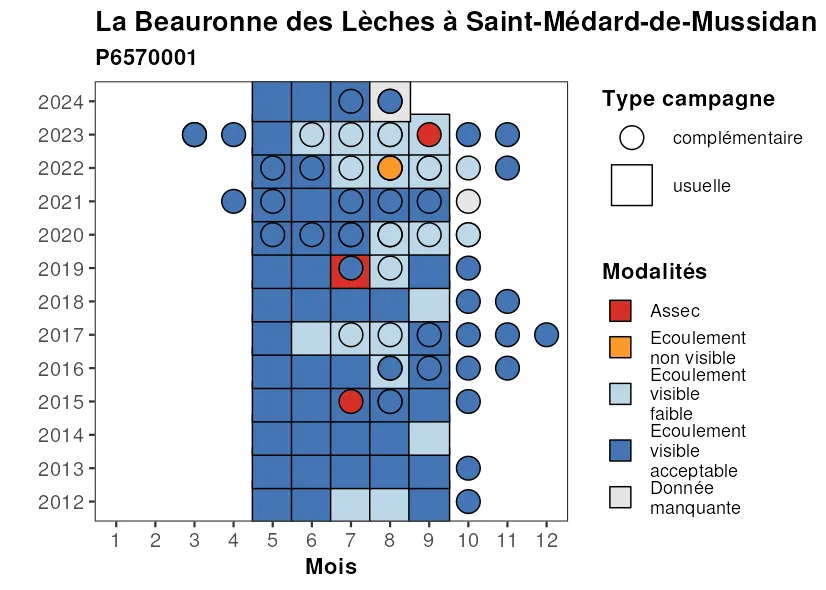 La Beauronne des Lèches à Saint-Médard-de-Mussidan
P6570001
2024
2023
2022
2021
2020
2019
2018
2017
2016
2015
2014
2013
2012
1 2 3 4 5 6 7 8 9 10 11 12
Mois
Type campagne
complémentaire
usuelle
Modalités
Assec
Ecoulement
non visible
Ecoulement
visible
faible
Ecoulement
visible
acceptable
Donnée
manquante